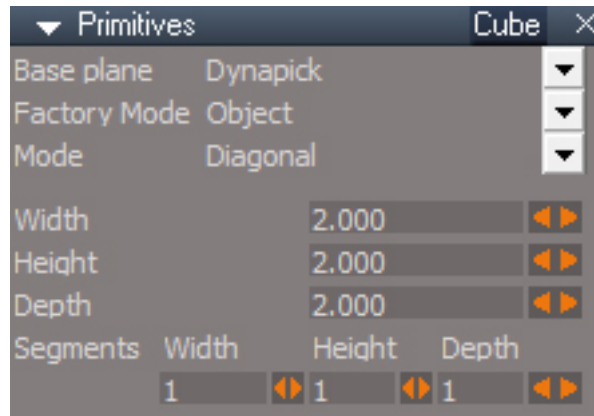 Primitives Cube
Base plane Dynapick
Factory Mode Object
Mode Diagonal
Width 2.000
Height 2.000
Depth 2.000
Segments Width Height Depth
1 1 1